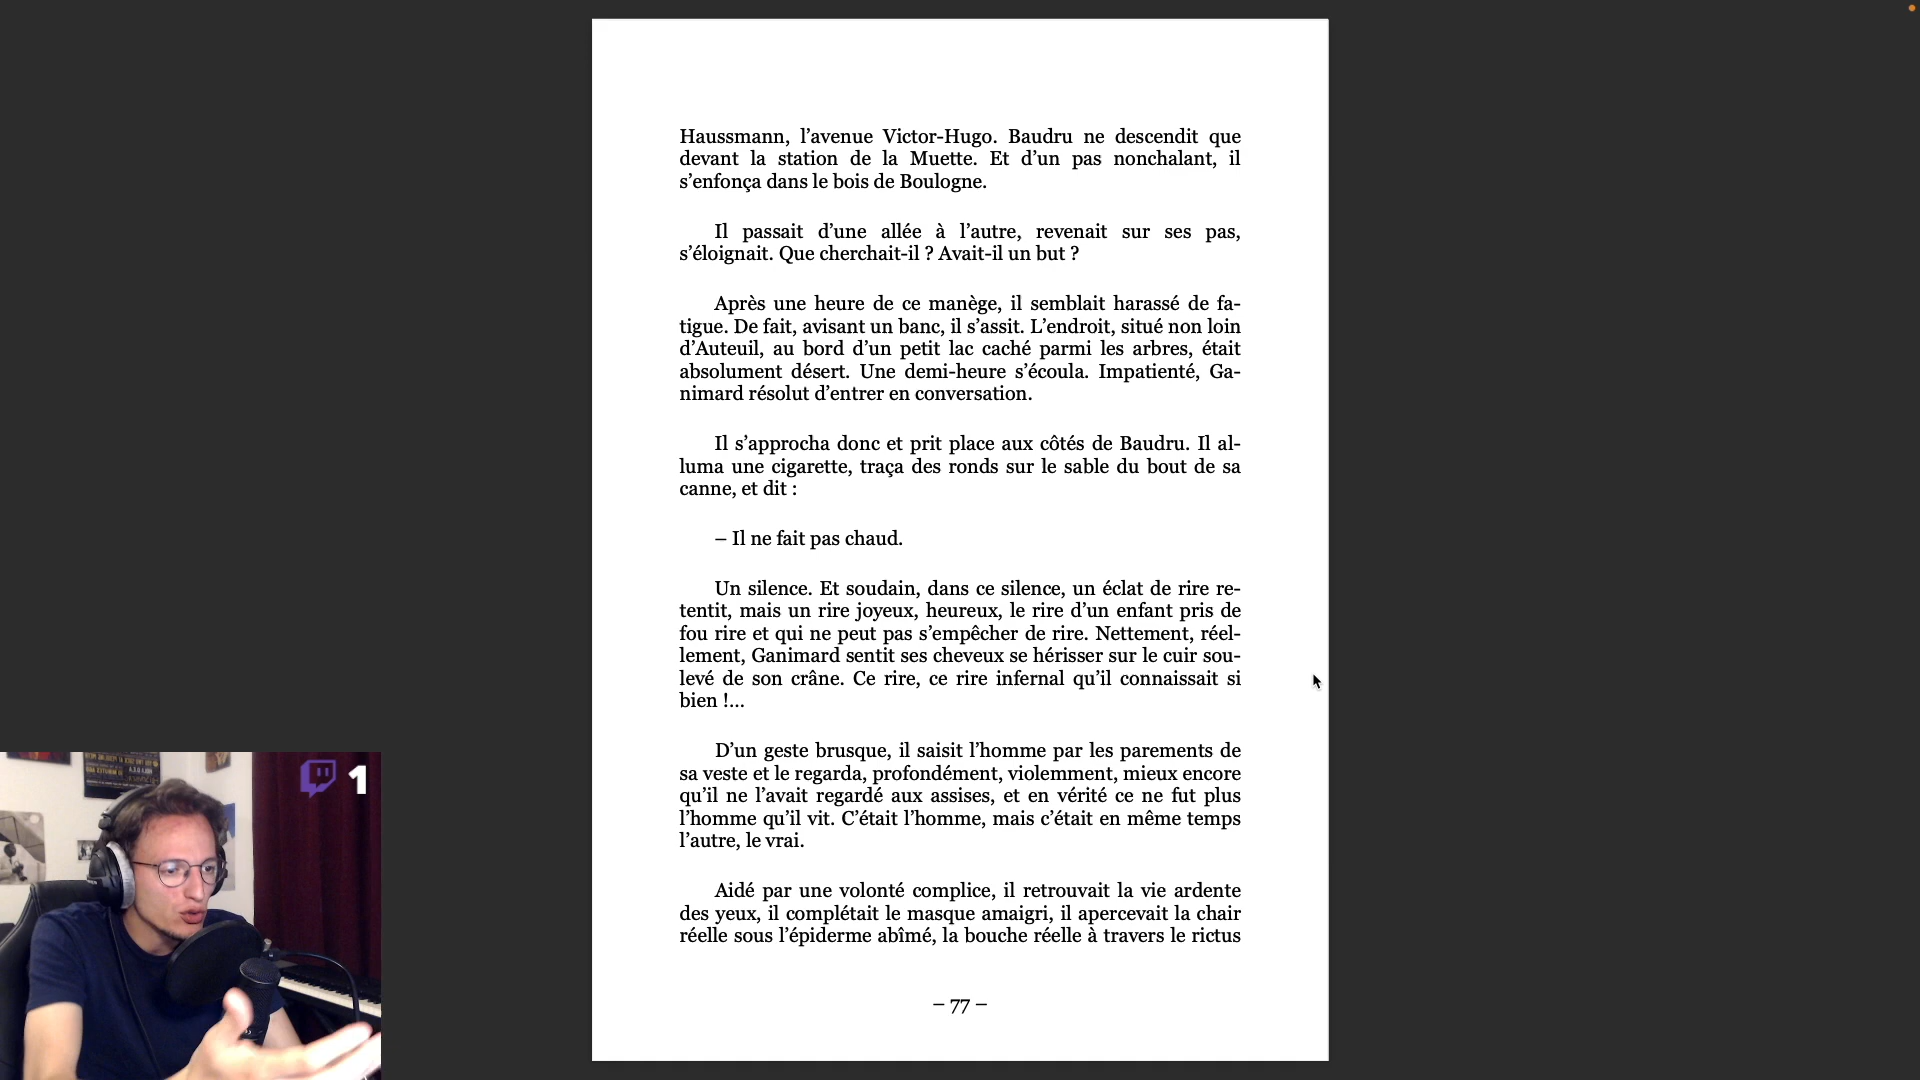 Haussmann, l’avenue Victor-Hugo. Baudru ne descendit que
devant la station de la Muette. Et d’un pas nonchalant, il
s’enfonça dans le bois de Boulogne.
Il passait d’une allée à l’autre, revenait sur ses pas,
s’éloignait. Que cherchait-il ? Avait-il un but ?
Après une heure de ce manège, il semblait harassé de fa-
tigue. De fait, avisant un banc, il s’assit. L’endroit, situé non loin
d’Auteuil, au bord d’un petit lac caché parmi les arbres, était
absolument désert. Une demi-heure s’écoula. Impatienté, Ga-
nimard résolut d’entrer en conversation.
Il s’approcha donc et prit place aux côtés de Baudru. Il al-
luma une cigarette, traça des ronds sur le sable du bout de sa
canne, et dit :
– Il ne fait pas chaud.
Un silence. Et soudain, dans ce silence, un éclat de rire re-
tentit, mais un rire joyeux, heureux, le rire d’un enfant pris de
fou rire et qui ne peut pas s’empêcher de rire. Nettement, réel-
lement, Ganimard sentit ses cheveux se hérisser sur le cuir sou-
levé de son crâne. Ce rire, ce rire infernal qu’il connaissait si
bien !…
D’un geste brusque, il saisit l’homme par les parements de
sa veste et le regarda, profondément, violemment, mieux encore
qu’il ne l’avait regardé aux assises, et en vérité ce ne fut plus
l’homme qu’il vit. C’était l’homme, mais c’était en même temps
l’autre, le vrai.
Aidé par une volonté complice, il retrouvait la vie ardente
des yeux, il complétait le masque amaigri, il apercevait la chair
réelle sous l’épiderme abîmé, la bouche réelle à travers le rictus
– 77 –
1